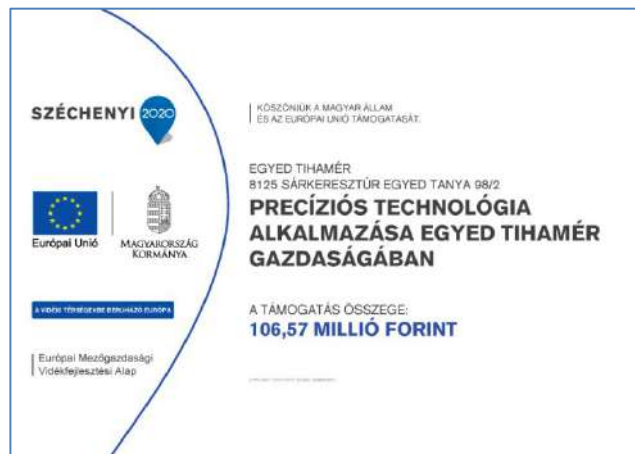 SZÉCHENYI 2020
KÖSZÖNJÜK A MAGYAR ÁLLAM
ÉS AZ EURÓPAI UNIÓ TÁMOGATÁSÁT.
EGYED TIHAMÉR
8125 SÁRKERESZTÚR EGYED TANYA 98/2
PRECÍZIÓS TECHNOLÓGIA
ALKALMAZÁSA EGYED TIHAMÉR
GAZDASÁGÁBAN
Európai Unió
MAGYARORSZÁG
KORMÁNYA
A VIDÉKI TÉRSÉGEKBE BERUHÁZÓ EURÓPA
A TÁMOGATÁS ÖSSZEGE:
106,57 MILLIÓ FORINT
Európai Mezőgazdasági
Vidékfejlesztési Alap